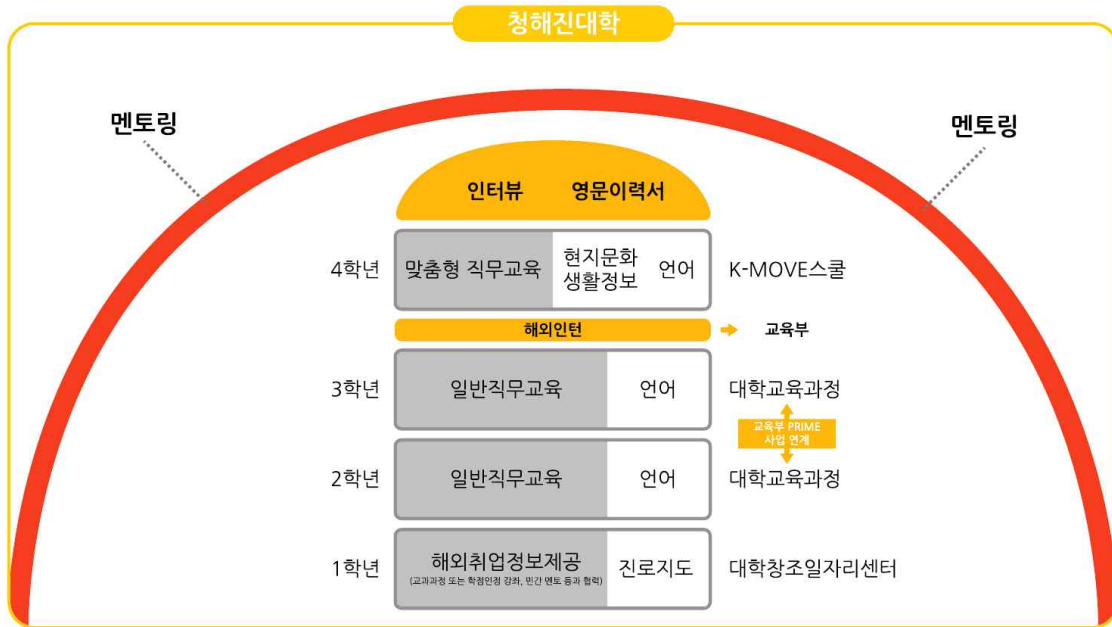 청해진대학
멘토링
멘토링
인터뷰 영문이력서
4학년 맞춤형 직무교육 현지문화 생활정보 언어 K-MOVE스쿨
해외인턴 교육부
3학년 일반직무교육 언어 대학교육과정
교육부 PRIME
사업 연계
2학년 일반직무교육 언어 대학교육과정
1학년 해외취업정보제공 진로지도 대학창조일자리센터
(교과과정 또는 학점인정 강좌, 민간 멘토 등과 협력)